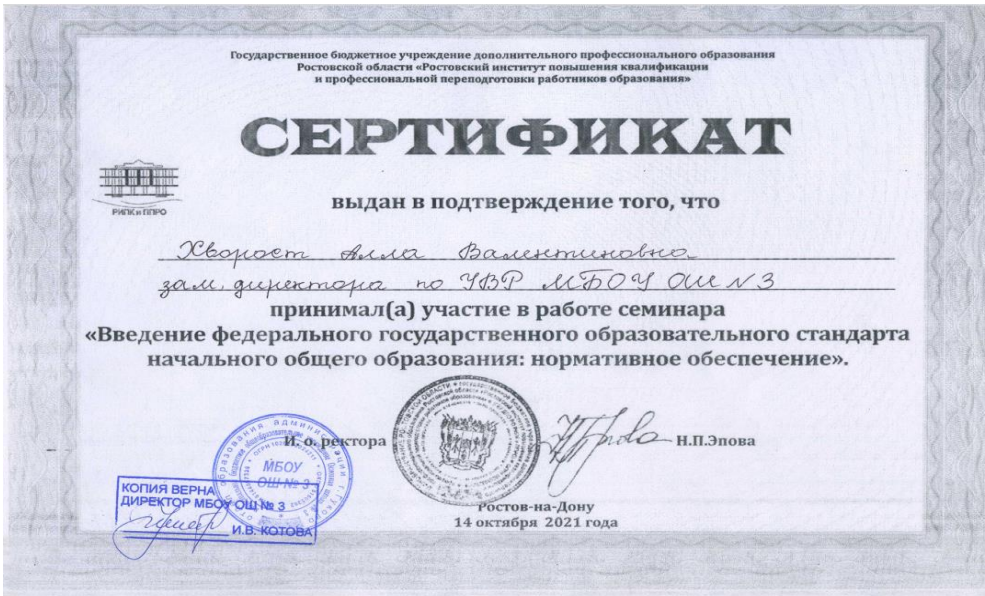 Государственное бюджетное учреждение дополнительного профессионального образования
Ростовской области «Ростовский институт повышения квалификации
и профессиональной переподготовки работников образования»
СЕРТИФИКАТ
РИПК и ППРО
выдан в подтверждение того, что
Хворост Алла Валентиновна
зам. директора по УВР МБОУ ОШ №3
принимал(а) участие в работе семинара
«Введение федерального государственного образовательного стандарта
начального общего образования: нормативное обеспечение».
И. о. ректора
Н.П.Эпова
МБОУ
ОШ № 3
КОПИЯ ВЕРНА
ДИРЕКТОР МБОУ ОШ № 3
И.В. КОТОВА
Ростов-на-Дону
14 октября 2021 года